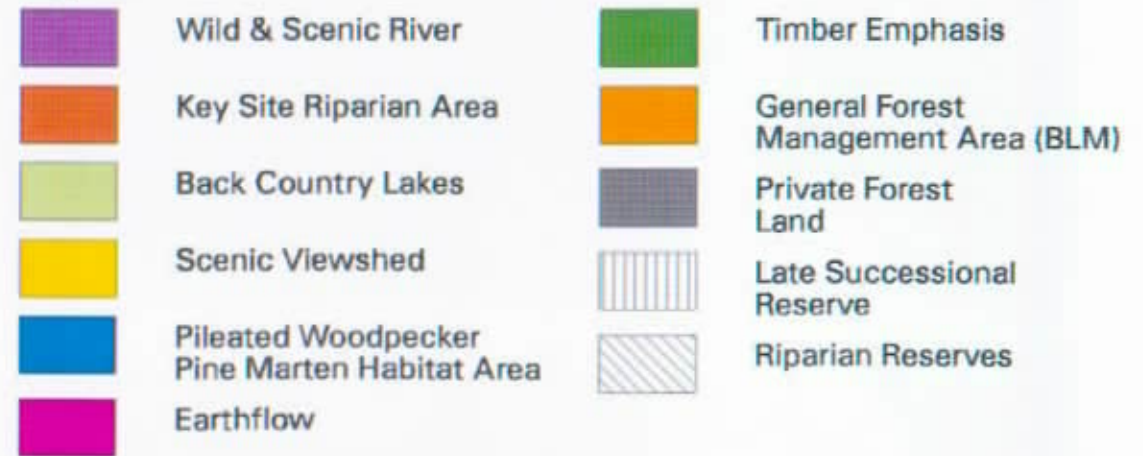 Wild & Scenic River
Key Site Riparian Area
Back Country Lakes
Scenic Viewshed
Pileated Woodpecker
Pine Marten Habitat Area
Earthflow
Timber Emphasis
General Forest
Management Area (BLM)
Private Forest
Land
Late Successional
Reserve
Riparian Reserves